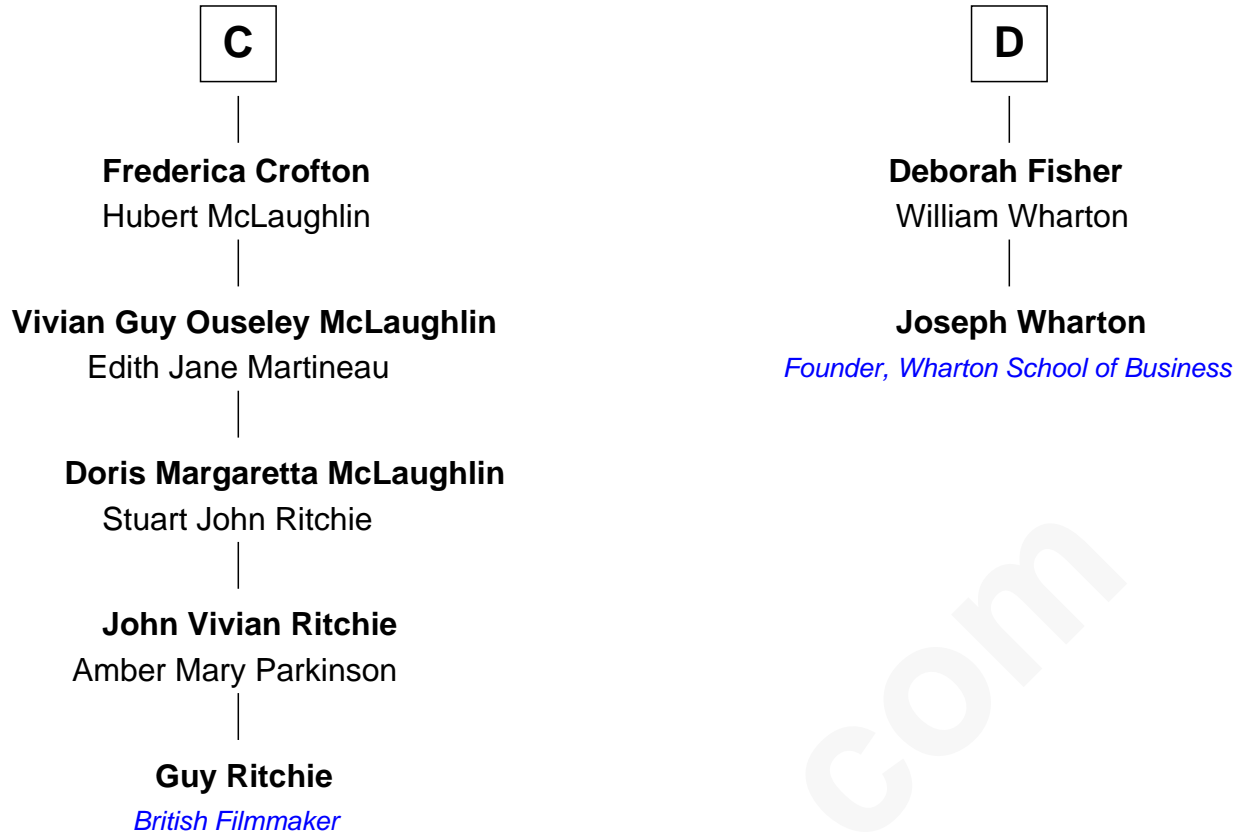 C
Frederica Crofton
Hubert McLaughlin
Vivian Guy Ouseley McLaughlin
Edith Jane Martineau
Doris Margaretta McLaughlin
Stuart John Ritchie
John Vivian Ritchie
Amber Mary Parkinson
Guy Ritchie
British Filmmaker
D
Deborah Fisher
William Wharton
Joseph Wharton
Founder, Wharton School of Business
com